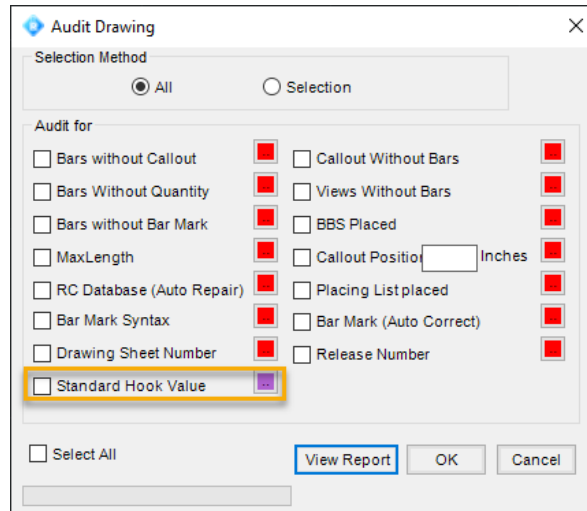 Audit Drawing
Selection Method
All
Selection
Audit for
Bars without Callout
Callout Without Bars
Bars Without Quantity
Views Without Bars
Bars without Bar Mark
BBS Placed
MaxLength
Callout Position Inches
RC Database (Auto Repair)
Placing List placed
Bar Mark Syntax
Bar Mark (Auto Correct)
Drawing Sheet Number
Release Number
Standard Hook Value
Select All
View Report
OK
Cancel